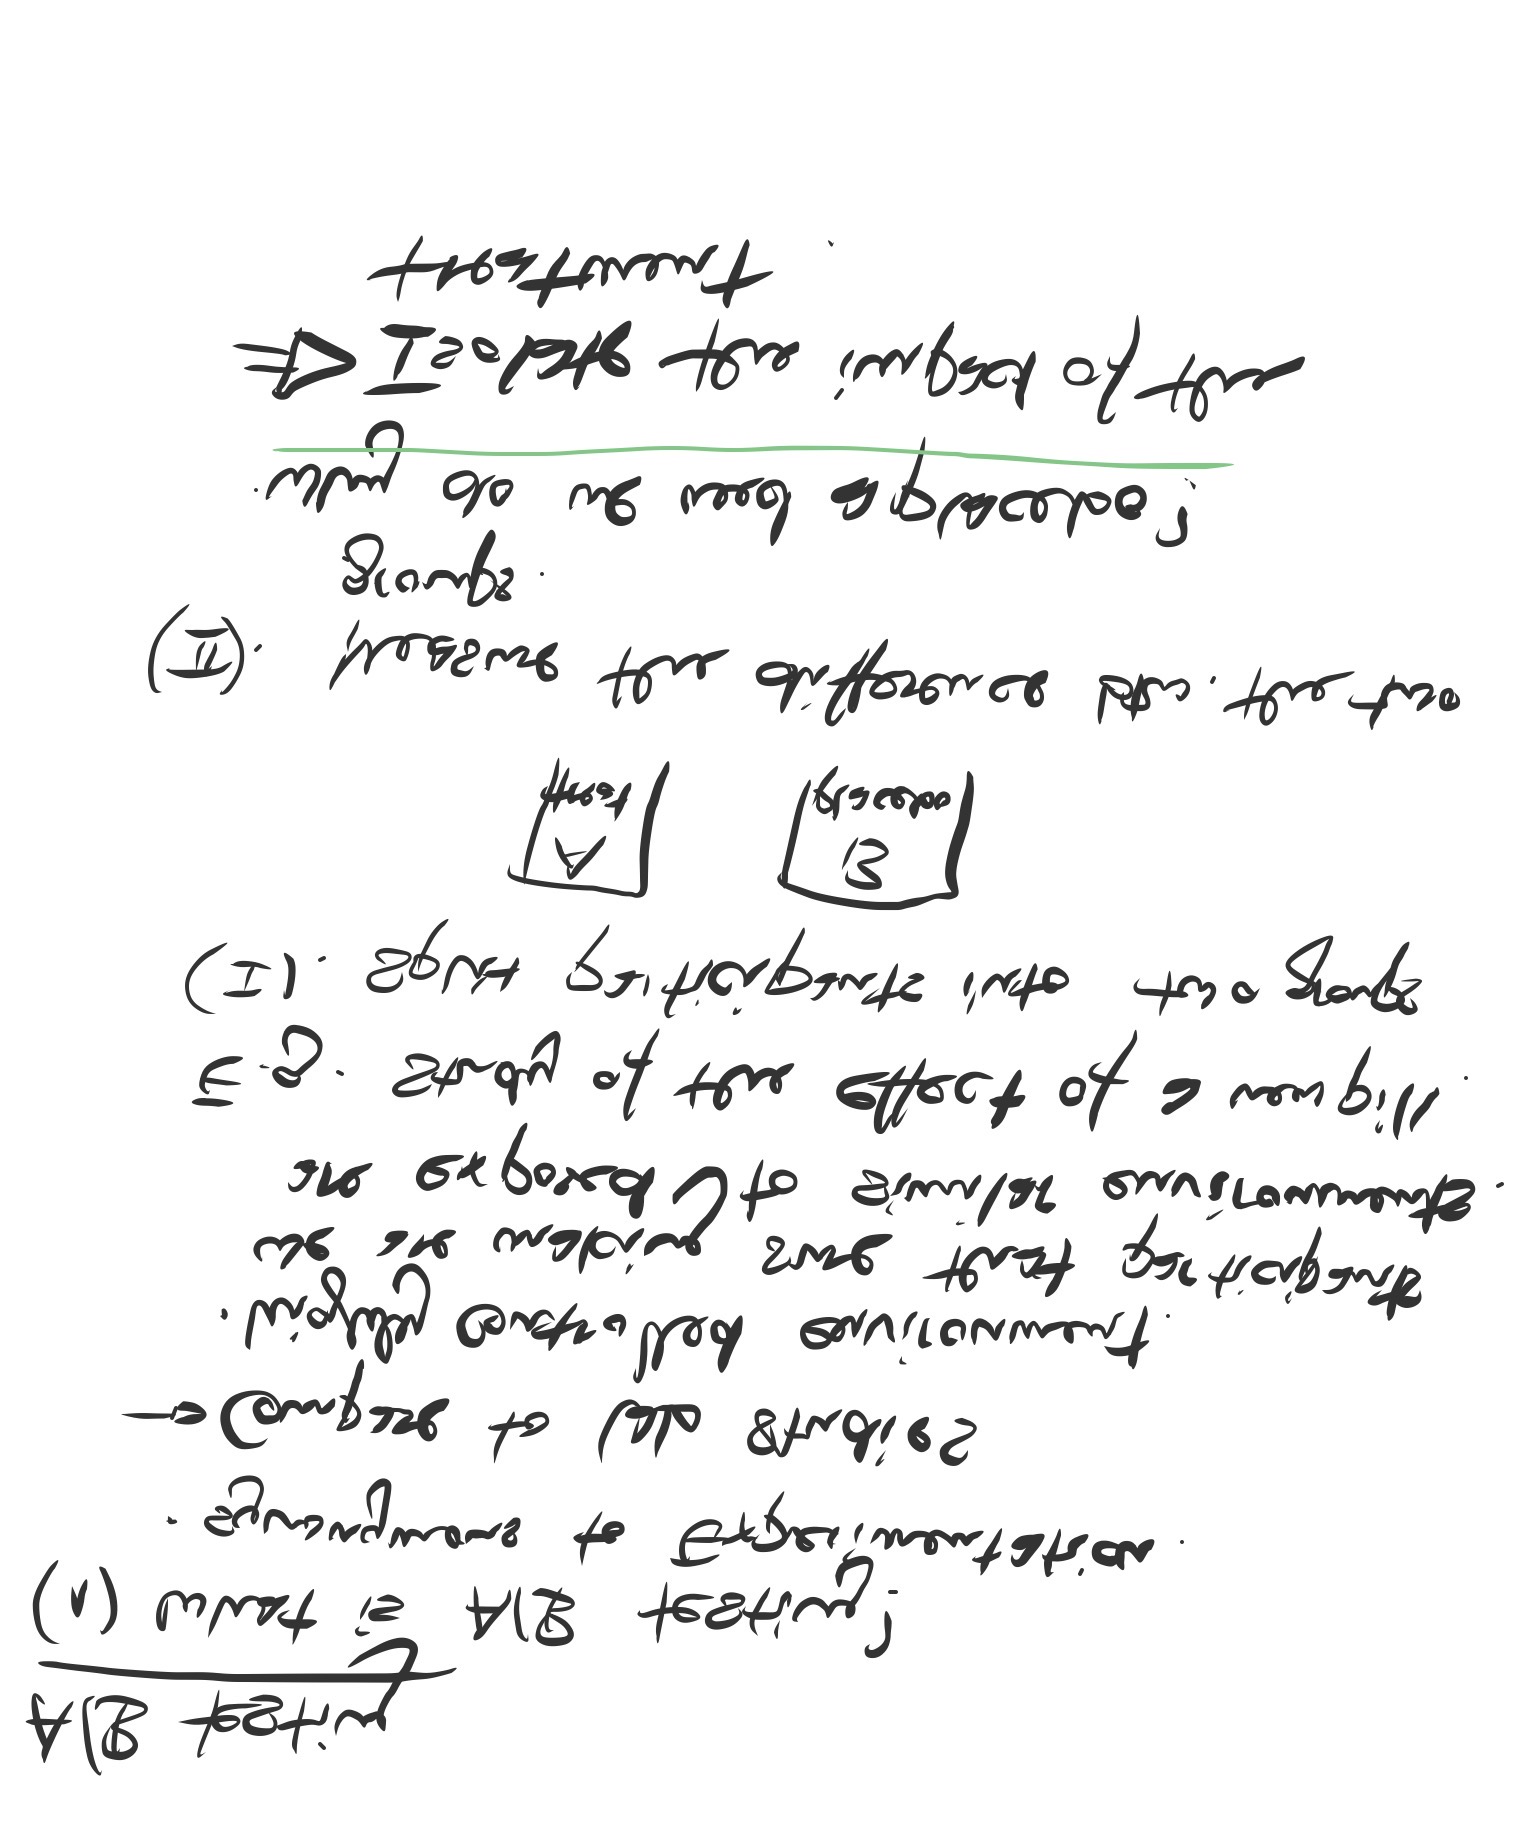 A/B testing
(1) What is A/B testing?
· synonymous to Experimentation.
→ Compare to lab studies
· highly controlled environment.
we are making sure that participants
are exposed to similar environments.
E.g. Study of the effect of a new pill.
(I). Split participants into two groups
A B
treat placebo
(II). Measure the difference btw. the two
groups.
· Why do we need a placebo?
⇒ Isolate the impact of the
treatment.